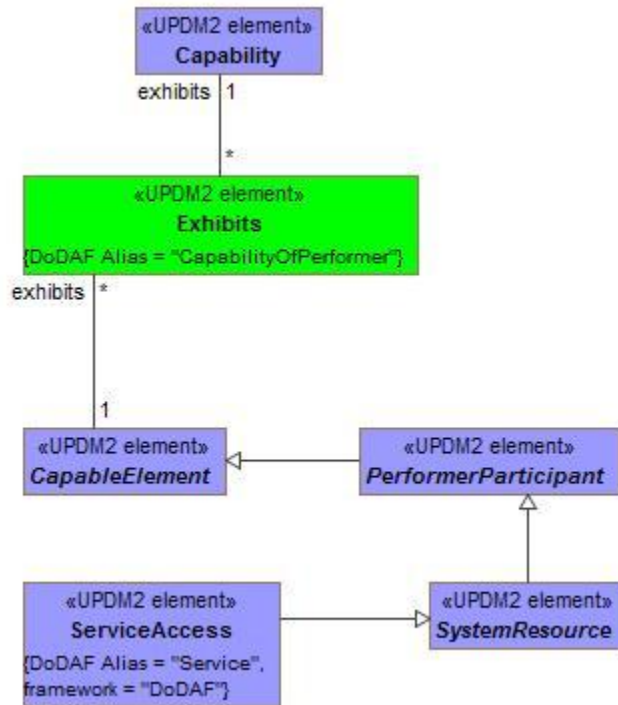 «UPDM2 element»
Capability
exhibits 1
*
«UPDM2 element»
Exhibits
{DoDAF Alias = "CapabilityOfPerformer"}
exhibits *
1
«UPDM2 element»
CapableElement
«UPDM2 element»
PerformerParticipant
«UPDM2 element»
ServiceAccess
{DoDAF Alias = "Service",
framework = "DoDAF"}
«UPDM2 element»
SystemResource